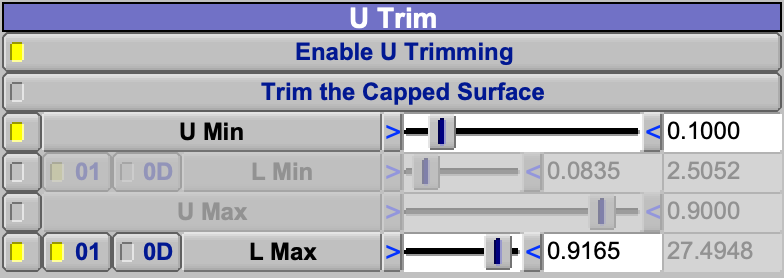 U Trim
Enable U Trimming
Trim the Capped Surface
U Min > < 0.1000
01 0D L Min > < 0.0835 2.5052
U Max > < 0.9000
01 0D L Max > < 0.9165 27.4948